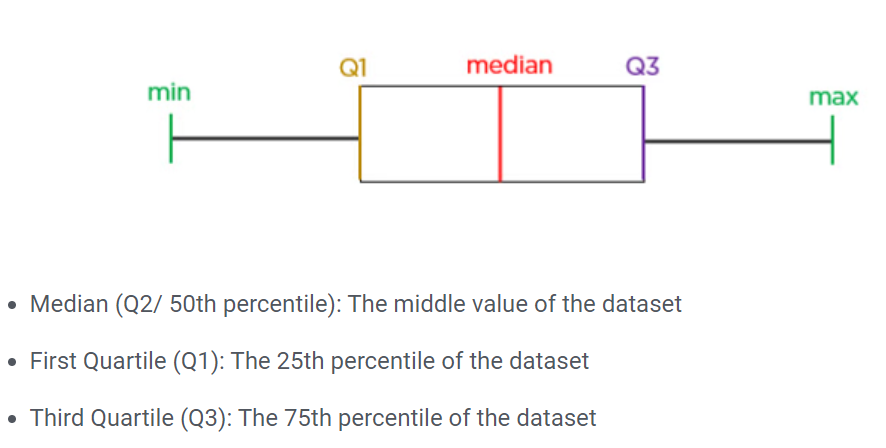 Q1 median Q3
min max
• Median (Q2/ 50th percentile): The middle value of the dataset
• First Quartile (Q1): The 25th percentile of the dataset
• Third Quartile (Q3): The 75th percentile of the dataset